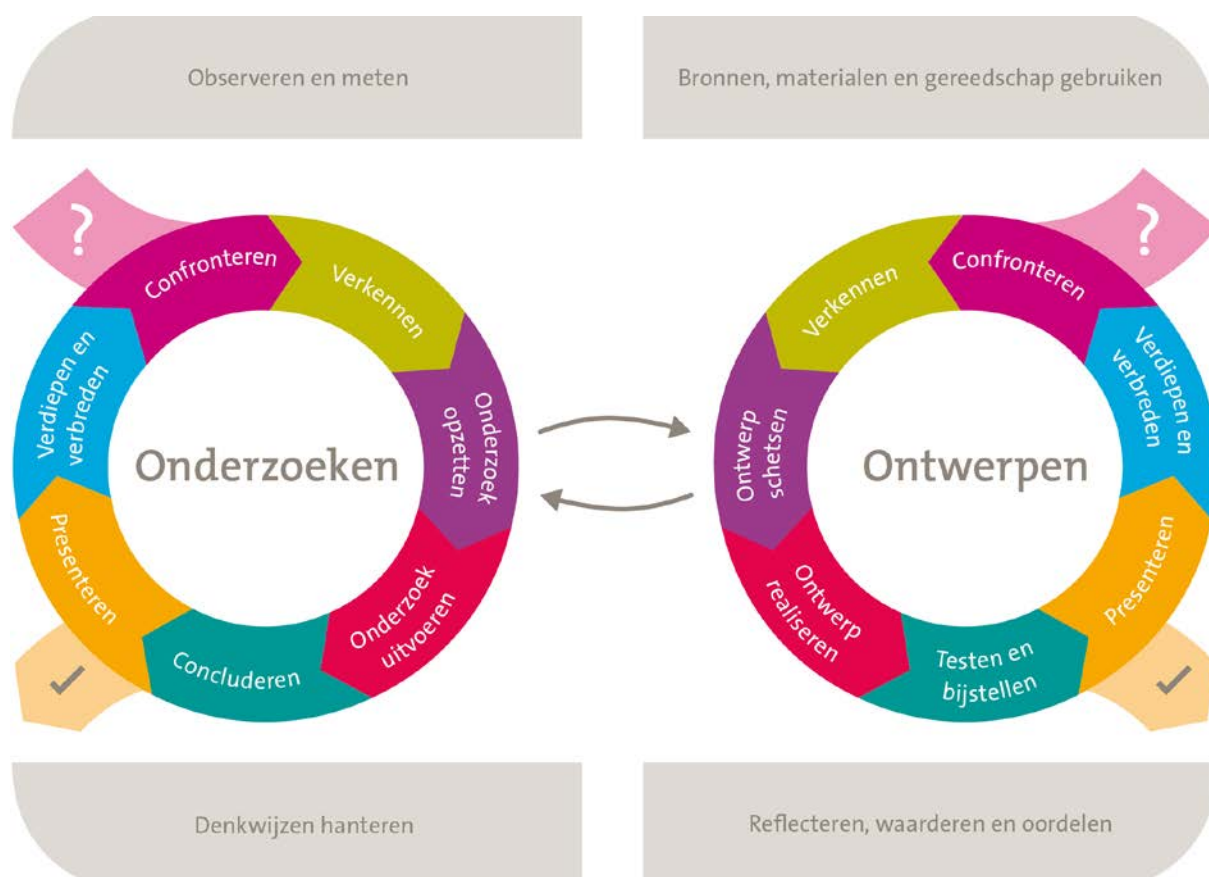 Observeren en meten
Bronnen, materialen en gereedschap gebruiken
?
Confronteren
Verkennen
Onderzoek
opzetten
Onderzoek
uitvoeren
Concluderen
Presenteren
Verdiepen en
verbreden
Onderzoeken
?
Confronteren
Verkennen
Ontwerp
schetsen
Ontwerp
realiseren
Testen en
bijstellen
Presenteren
Verdiepen en
verbreden
Ontwerpen
Denkwijzen hanteren
Reflecteren, waarderen en oordelen